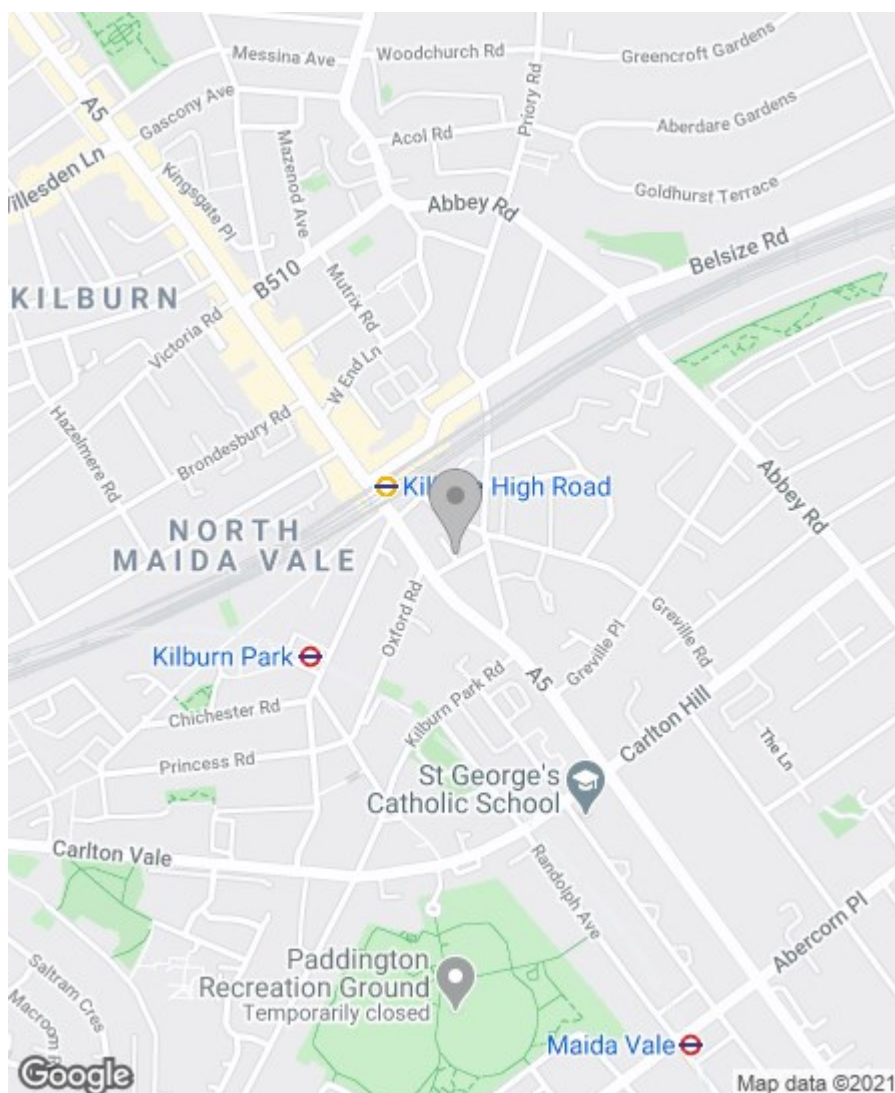 Messina Ave
Woodchurch Rd
Greencroft Gardens
A5
Gascony Ave
Priory Rd
Aberdare Gardens
Acol Rd
Mazenod Ave
Willesden Ln
Kingsgate Pl
Goldhurst Terrace
Abbey Rd
Belsize Rd
B510
KILBURN
Mutrix Rd
Victoria Rd
W End Ln
Hazelmere Rd
Brondesbury Rd
High Road
Abbey Rd
NORTH
MAIDA VALE
Oxford Rd
Greville Rd
Greville Pl
Kilburn Park
A5
Kilburn Park Rd
Chichester Rd
Carlton Hill
The Ln
Princess Rd
St George's
Catholic School
Carlton Vale
Randolph Ave
Abercorn Pl
Paddington
Recreation Ground
Temporarily closed
Saltram Cres
Macroom
Maida Vale
Google
Map data ©2021